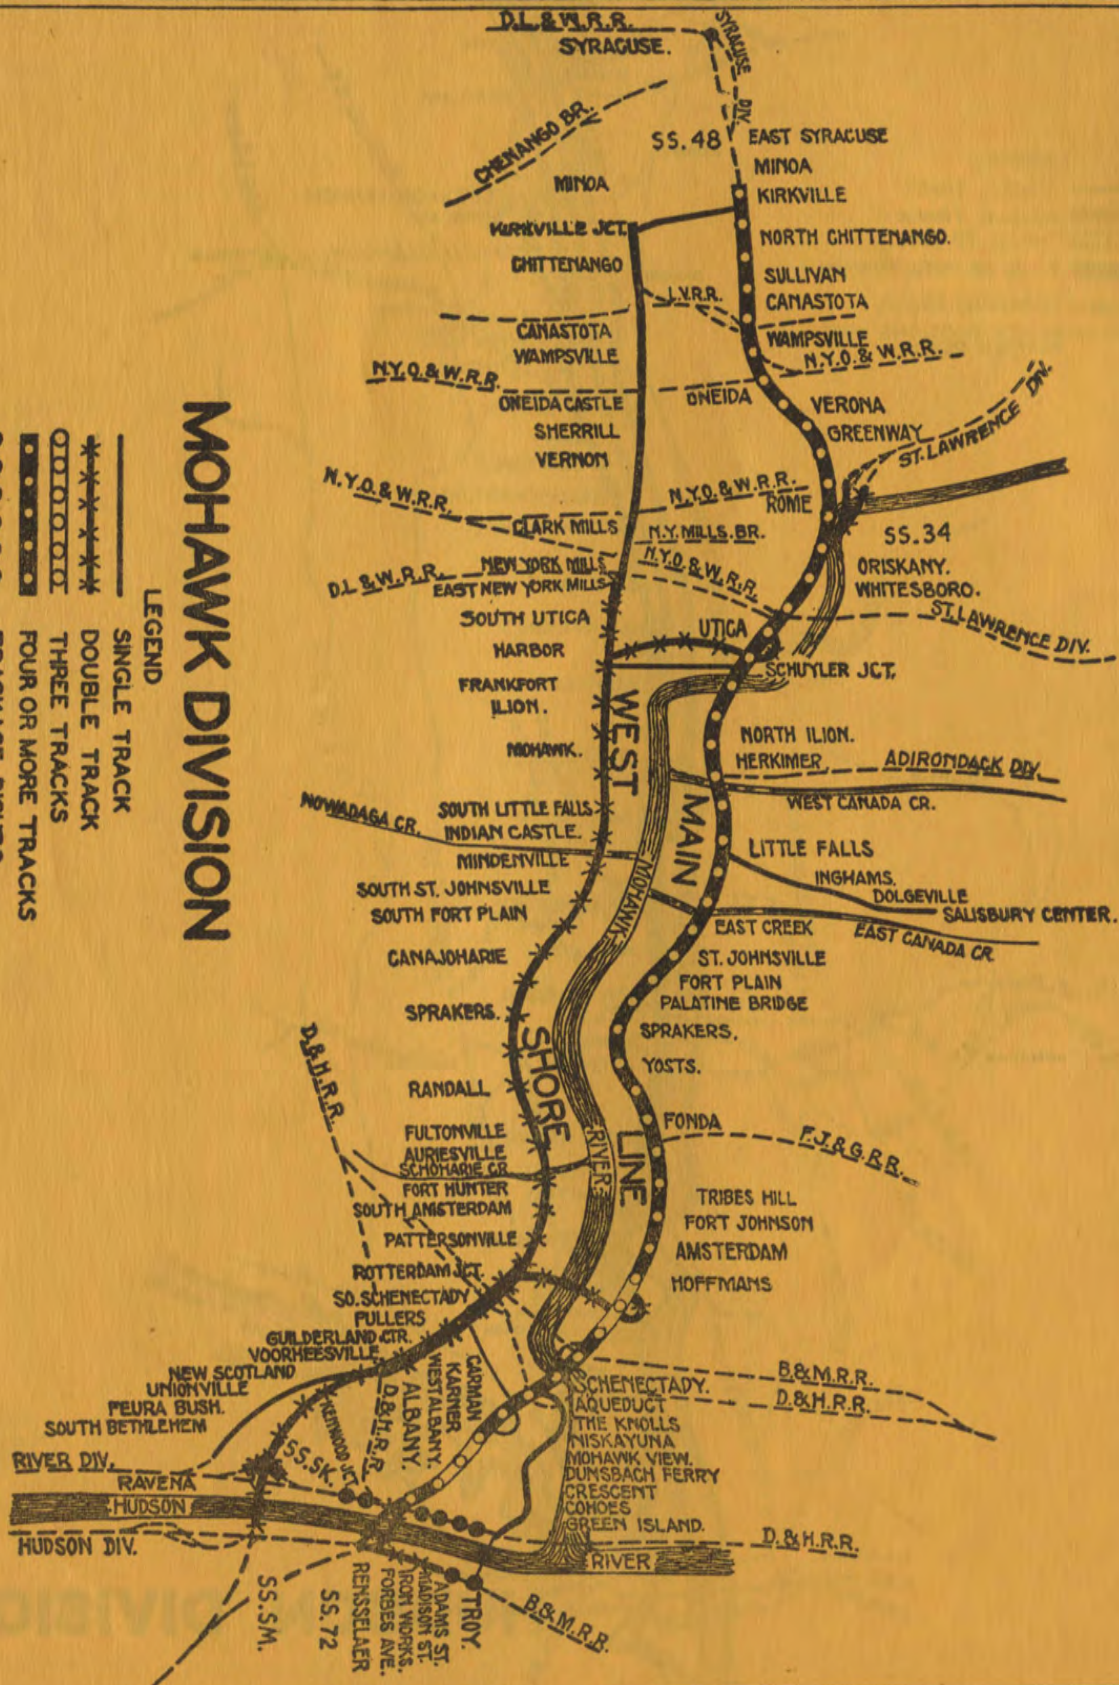 D.L.&W.R.R.
SYRACUSE.
SYRACUSE DIV.
CHENANGO BR.
SS.48
EAST SYRACUSE
MINOA
MINOA
KIRKVILLE
KIRKVILLE JCT.
NORTH CHITTENANGO.
CHITTENANGO
SULLIVAN
L.V.R.R.
CANASTOTA
CANASTOTA
WAMPSVILLE
WAMPSVILLE
N.Y.O.&W.R.R.
N.Y.O.&W.R.R.
ONEIDA CASTLE
ONEIDA
VERONA
SHERRILL
GREENWAY
VERNON
ST. LAWRENCE DIV.
N.Y.O.&W.R.R.
N.Y.O.&W.R.R.
ROME
CLARK MILLS
N.Y. MILLS. BR.
SS.34
N.Y.O.&W.R.R.
ORISKANY.
WHITESBORO.
D.L.&W.R.R.
NEW YORK MILLS
EAST NEW YORK MILLS
ST. LAWRENCE DIV.
SOUTH UTICA
UTICA
HARBOR
SCHUYLER JCT.
FRANKFORT
ILION.
NORTH ILION.
MOHAWK.
HERKIMER
ADIRONDACK DIV.
WEST CANADA CR.
NOWADAGA CR.
SOUTH LITTLE FALLS
INDIAN CASTLE.
MINDENVILLE
LITTLE FALLS
INGHAMS.
DOLGEVILLE
SALISBURY CENTER.
SOUTH ST. JOHNSVILLE
SOUTH FORT PLAIN
EAST CREEK
EAST CANADA CR.
CANAJOHARIE
ST. JOHNSVILLE
FORT PLAIN
PALATINE BRIDGE
SPRAKERS.
SPRAKERS.
YOSTS.
D.&H.R.R.
RANDALL
FONDA
F.J.&G.R.R.
FULTONVILLE
AURIESVILLE
SCHOHARIE CR.
FORT HUNTER
SOUTH AMSTERDAM
TRIBES HILL
FORT JOHNSON
AMSTERDAM
PATTERSONVILLE
HOFFMANS
ROTTERDAM JCT.
SO. SCHENECTADY
FULLERS
GUILDERLAND CTR.
VOORHEESVILLE
NEW SCOTLAND
UNIONVILLE
FEURA BUSH.
SOUTH BETHLEHEM
WEST SHORE
MAIN LINE
MOHAWK RIVER
B.&M.R.R.
D.&H.R.R.
SCHENECTADY.
AQUEDUCT
THE KNOLLS
NISKAYUNA
MOHAWK VIEW.
DUNSBACH FERRY
CRESCENT
COHOES
GREEN ISLAND.
CARMAN
KARNER
WEST ALBANY.
ALBANY.
D.&H.R.R
KENWOOD JCT.
SS.SK.
RIVER DIV.
RAVENA
HUDSON
RIVER
HUDSON DIV.
D.&H.R.R.
B.&M.R.R.
TROY.
ADAMS ST.
MADISON ST.
IRON WORKS.
FORBES AVE.
RENSSELAER
SS.72
SS.SM.
MOHAWK DIVISION
LEGEND
SINGLE TRACK
DOUBLE TRACK
THREE TRACKS
FOUR OR MORE TRACKS